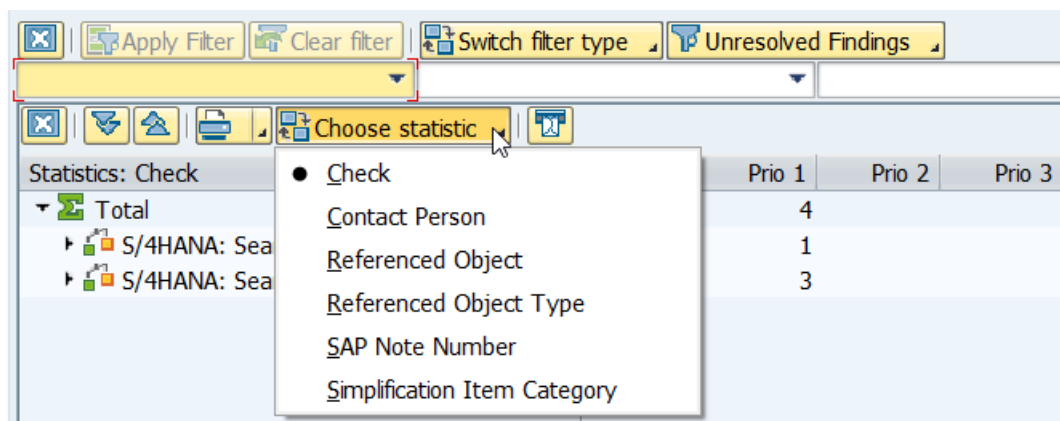 Apply Filter Clear filter Switch filter type Unresolved Findings
Choose statistic
Statistics: Check Prio 1 Prio 2 Prio 3
Total 4
S/4HANA: Sea 1
S/4HANA: Sea 3
Check
Contact Person
Referenced Object
Referenced Object Type
SAP Note Number
Simplification Item Category